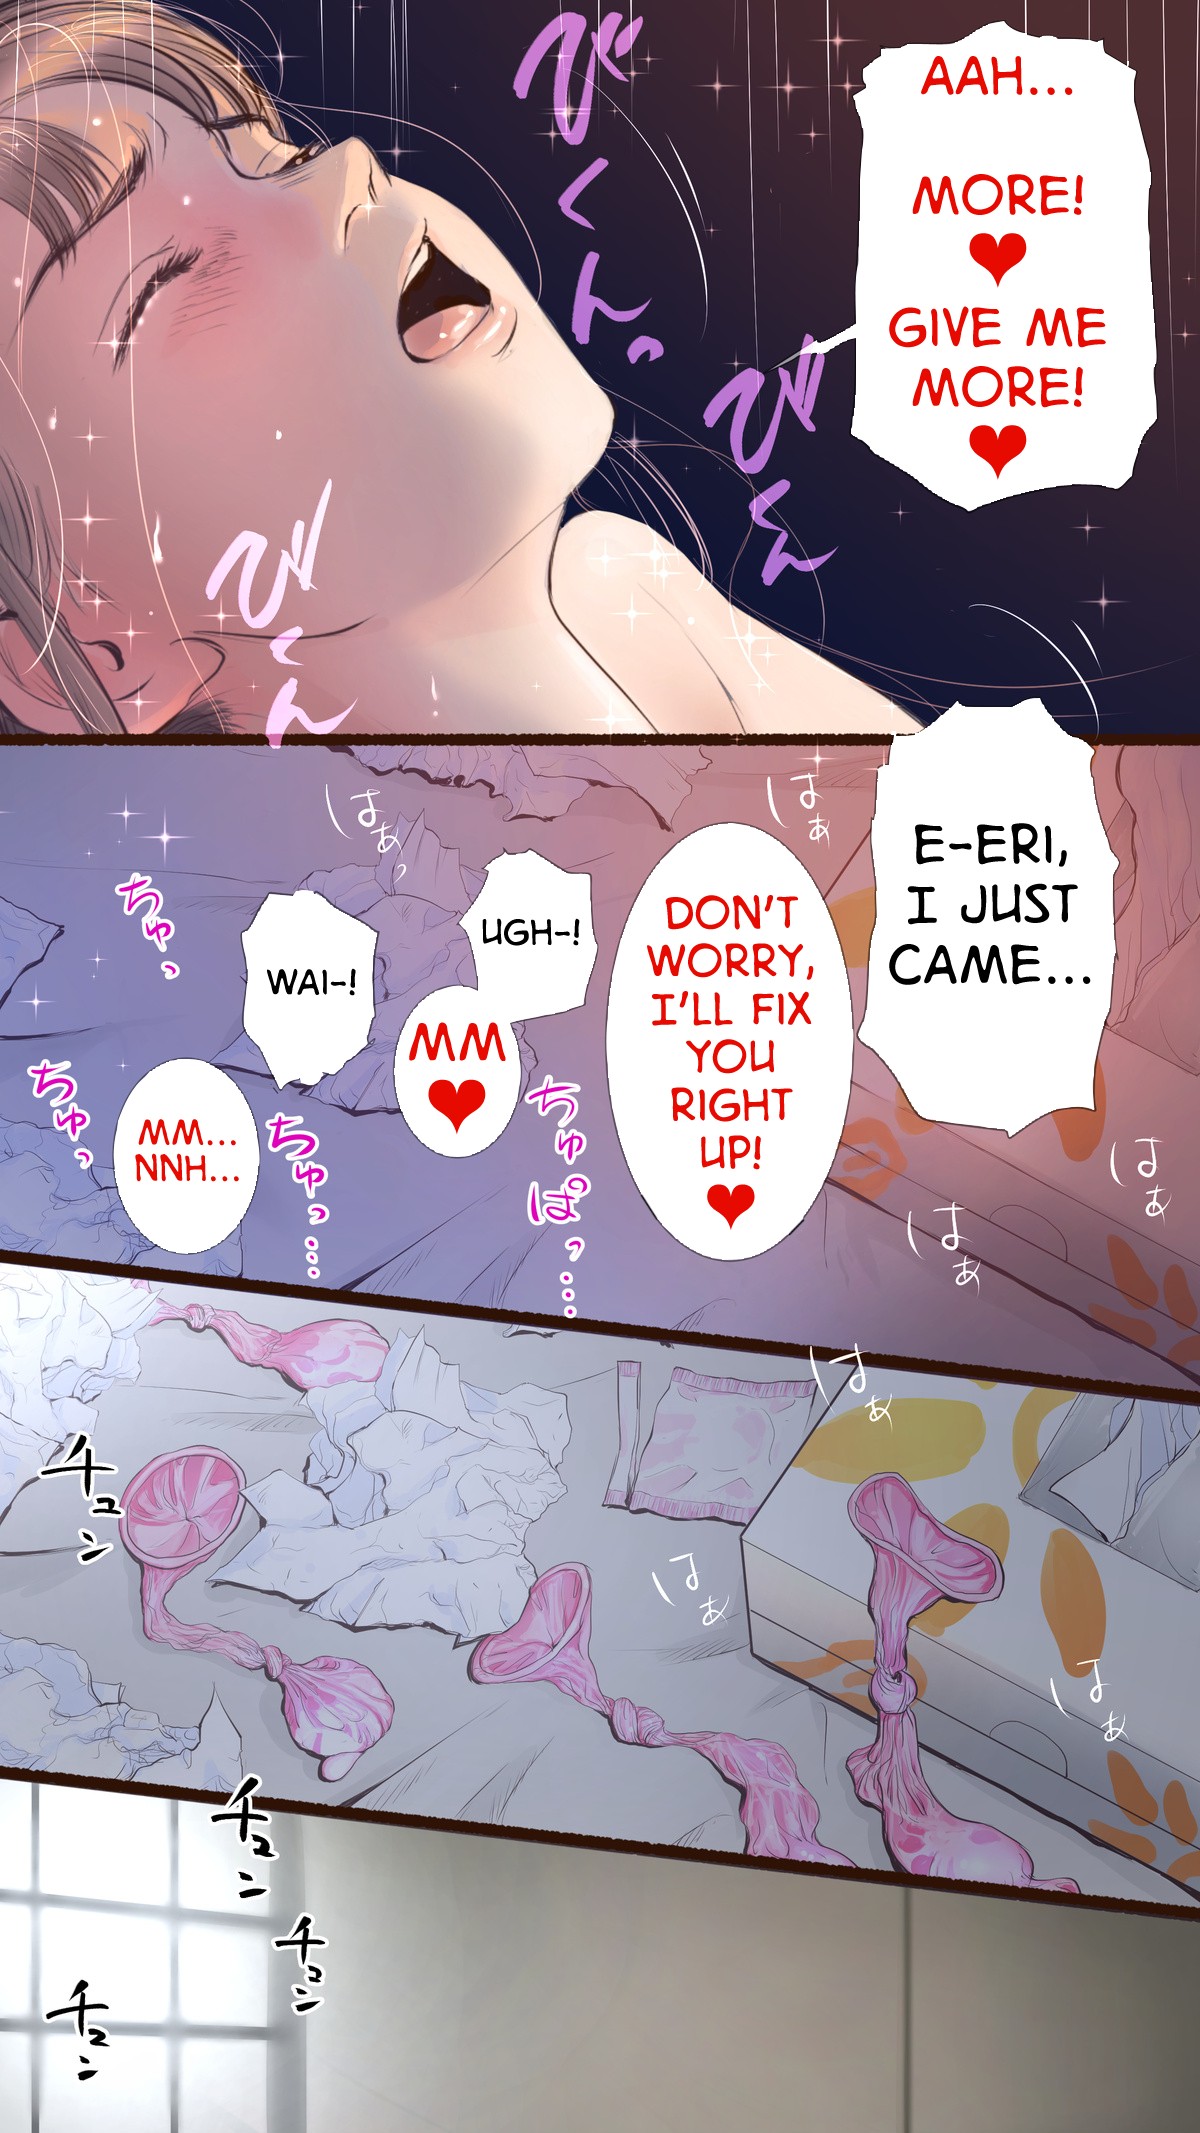 AAH...
MORE!
♥
GIVE ME
MORE!
♥
びくんっ
びくん
びくん
E-ERI,
I JUST
CAME...
はぁ
はぁ
DON'T
WORRY,
I'LL FIX
YOU
RIGHT
UP!
♥
UGH-!
MM
♥
WAI-!
MM...
NNH...
ちゅっ
ちゅっ
ちゅっ…
ちゅぱっ…
はぁ
はぁ
はぁ
はぁ
はぁ
チュン
チュン
チュン
チュン